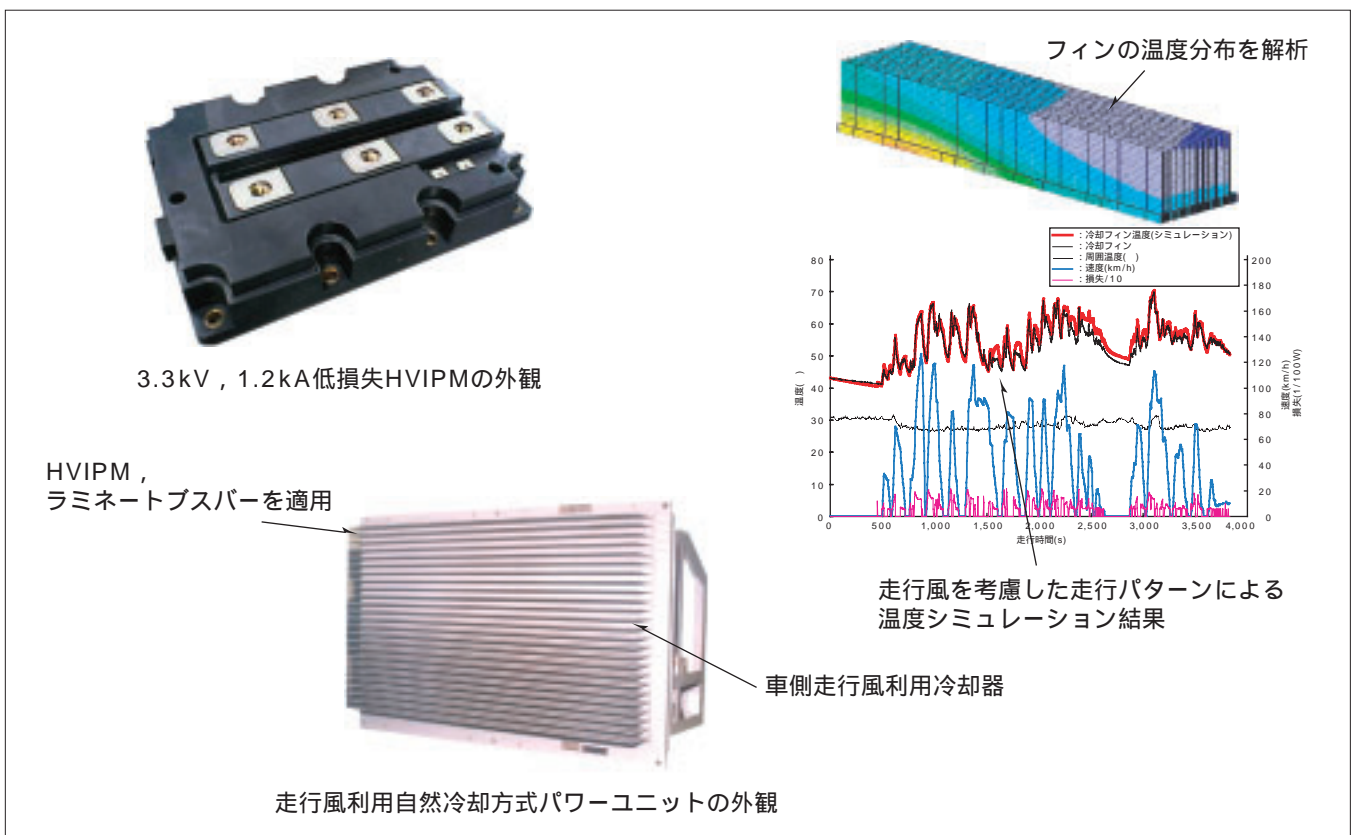 フィンの温度分布を解析
3.3kV，1.2kA低損失HVIPMの外観
：冷却フィン温度(シミュレーション)
：冷却フィン
：周囲温度(　)
：速度(km/h)
：損失/10
80
70
60
50
40
30
20
10
0
温度(　)
200
180
160
140
120
100
80
60
40
20
0
速度(km/h)
損失(1/100W)
0
500
1,000
1,500
2,000
2,500
3,000
3,500
4,000
走行時間(s)
走行風を考慮した走行パターンによる
温度シミュレーション結果
HVIPM，
ラミネートブスバーを適用
車側走行風利用冷却器
走行風利用自然冷却方式パワーユニットの外観